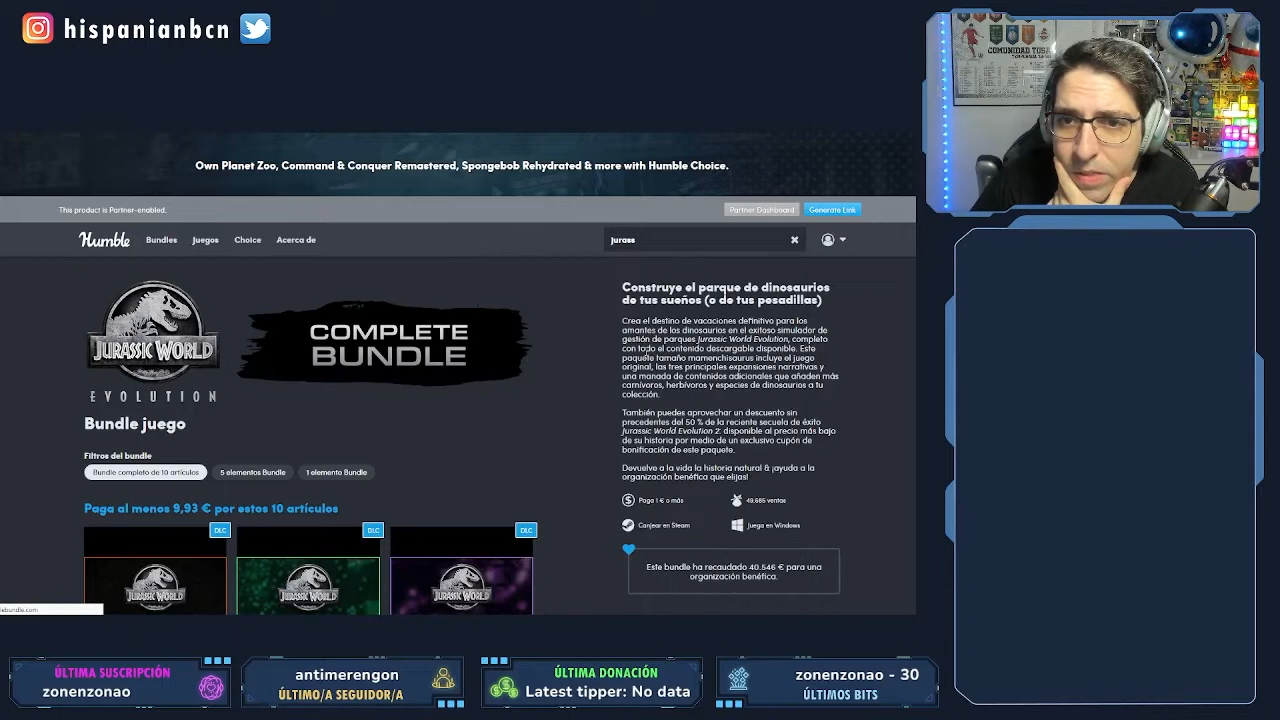 hispanianbcn
COMUNIDAD
Own Planet Zoo, Command & Conquer Remastered, Spongebob Rehydrated & more with Humble Choice.
This product is Partner-enabled.
Partner Dashboard
Generate Link
Humble
Bundles
Juegos
Choice
Acerca de
jurass
JURASSIC WORLD
EVOLUTION
COMPLETE
BUNDLE
Bundle juego
Filtros del bundle
Bundle completo de 10 artículos
5 elementos Bundle
1 elemento Bundle
Paga al menos 9,93 € por estos 10 artículos
DLC
DLC
DLC
JURASSIC WORLD
JURASSIC WORLD
JURASSIC WORLD
lebundle.com
Construye el parque de dinosaurios
de tus sueños (o de tus pesadillas)
Crea el destino de vacaciones definitivo para los
amantes de los dinosaurios en el exitoso simulador de
gestión de parques Jurassic World Evolution, completo
con todo el contenido descargable disponible. Este
paquete tamaño mamenchisaurus incluye el juego
original, las tres principales expansiones narrativas y
una manada de contenidos adicionales que añaden más
carnívoros, herbívoros y especies de dinosaurios a tu
colección.
También puedes aprovechar un descuento sin
precedentes del 50 % de la reciente secuela de éxito
Jurassic World Evolution 2: disponible al precio más bajo
de su historia por medio de un exclusivo cupón de
bonificación de este paquete.
Devuelve a la vida la historia natural & ¡ayuda a la
organización benéfica que elijas!
Paga 1 € o más
49.685 ventas
Canjear en Steam
Juega en Windows
Este bundle ha recaudado 40.546 € para una
organización benéfica.
ÚLTIMA SUSCRIPCIÓN
zonenzonao
antimerengon
ÚLTIMO/A SEGUIDOR/A
ÚLTIMA DONACIÓN
Latest tipper: No data
zonenzonao - 30
ÚLTIMOS BITS